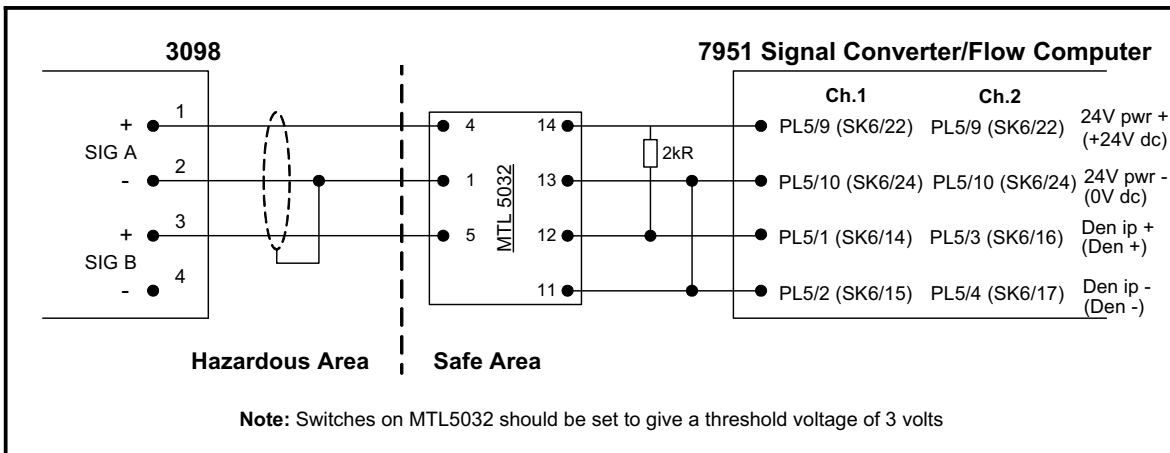 3098
7951 Signal Converter/Flow Computer
Ch.1 Ch.2
+ 1 4 14 PL5/9 (SK6/22) PL5/9 (SK6/22) 24V pwr +
(+24V dc)
SIG A
2kR
- 2 1 13 PL5/10 (SK6/24) PL5/10 (SK6/24) 24V pwr -
(0V dc)
MTL 5032
+ 3 5 12 PL5/1 (SK6/14) PL5/3 (SK6/16) Den ip +
(Den +)
SIG B
- 4 11 PL5/2 (SK6/15) PL5/4 (SK6/17) Den ip -
(Den -)
Hazardous Area Safe Area
Note: Switches on MTL5032 should be set to give a threshold voltage of 3 volts